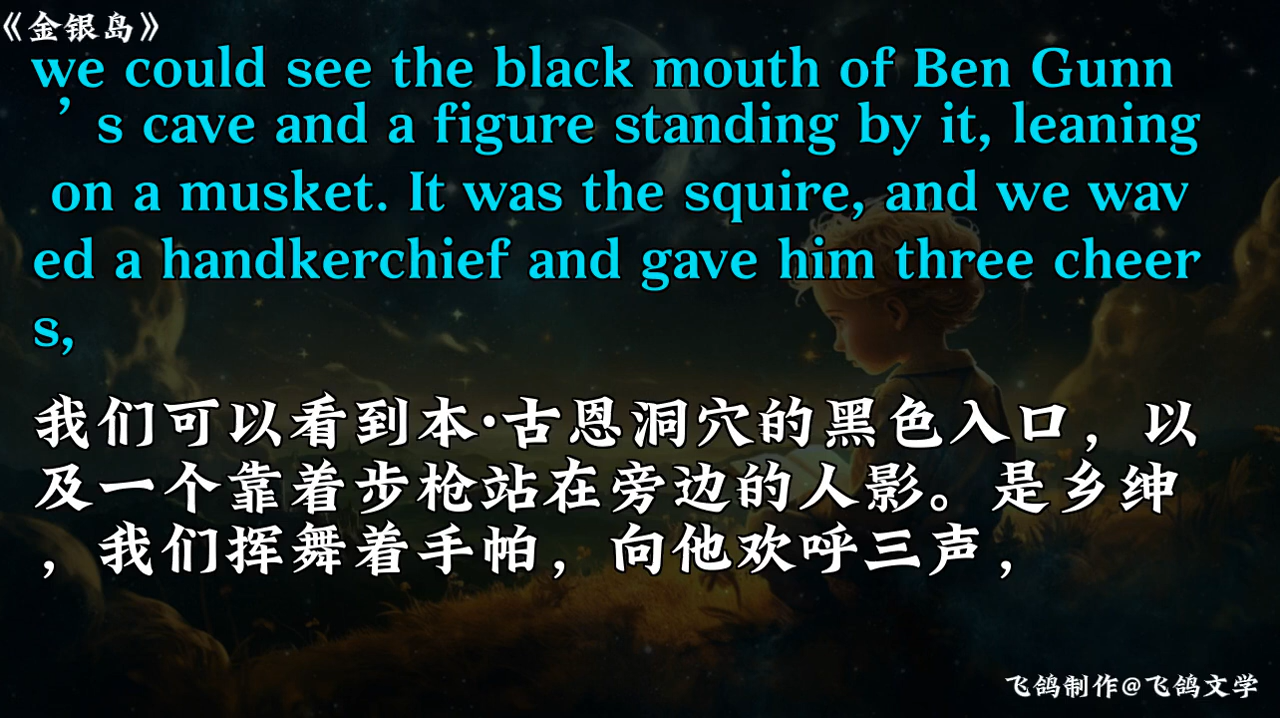 《金银岛》
we could see the black mouth of Ben Gunn
’s cave and a figure standing by it, leaning
on a musket. It was the squire, and we wav
ed a handkerchief and gave him three cheer
s,
我们可以看到本·古恩洞穴的黑色入口，以
及一个靠着步枪站在旁边的人影。是乡绅
，我们挥舞着手帕，向他欢呼三声，
飞鸽制作@飞鸽文学